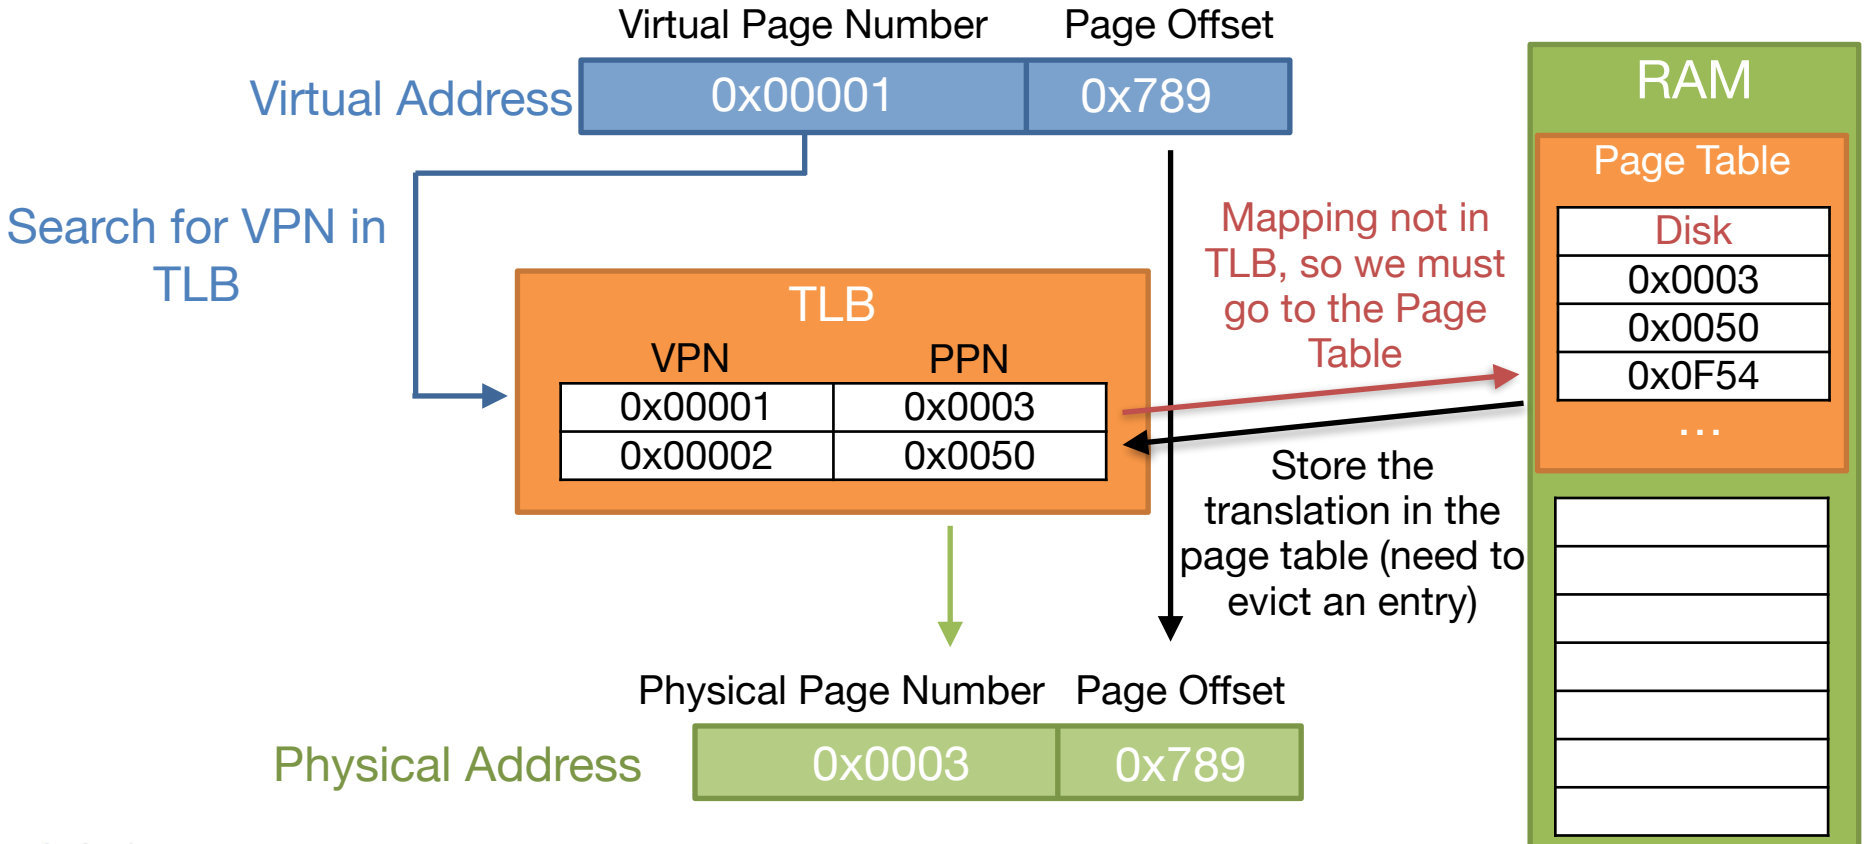 Virtual Page Number
Page Offset
Virtual Address
0x00001
0x789
Search for VPN in
TLB
TLB
VPN
PPN
0x00001
0x0003
0x00002
0x0050
Mapping not in
TLB, so we must
go to the Page
Table
Store the
translation in the
page table (need to
evict an entry)
RAM
Page Table
Disk
0x0003
0x0050
0x0F54
...
Physical Page Number
Page Offset
Physical Address
0x0003
0x789